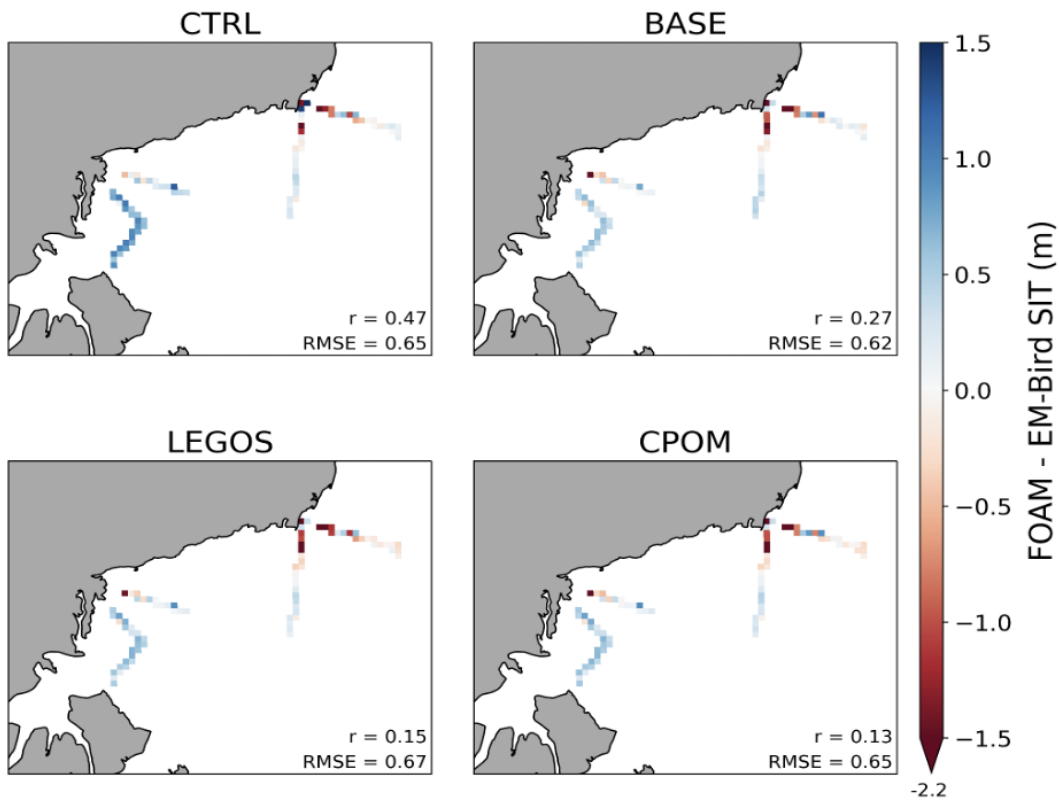 CTRL
BASE
r = 0.47
RMSE = 0.65
r = 0.27
RMSE = 0.62
LEGOS
CPOM
r = 0.15
RMSE = 0.67
r = 0.13
RMSE = 0.65
1.5
1.0
0.5
0.0
−0.5
−1.0
−1.5
-2.2
FOAM - EM-Bird SIT (m)